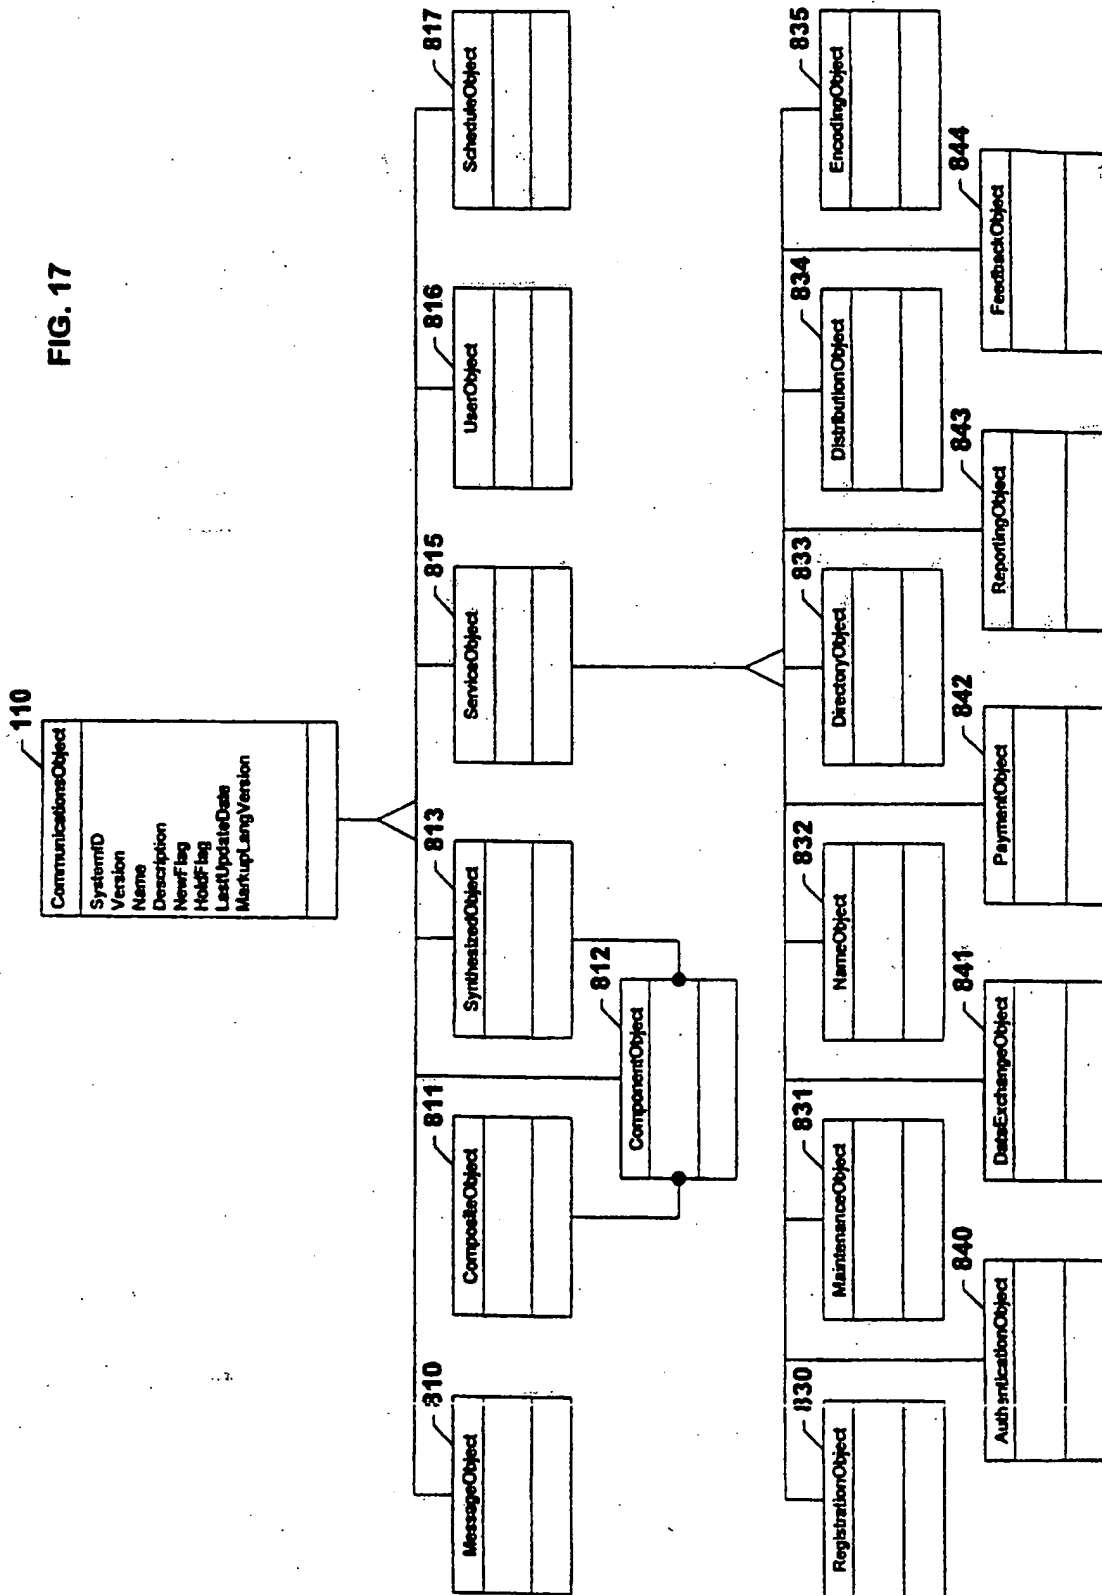 FIG. 17
110
CommunicationsObject
SystemID
Version
Name
Description
NewFlag
HoldFlag
LastUpdateDate
MarkupLangVersion
810
MessageObject
811
CompositeObject
812
ComponentObject
813
SynthesizedObject
815
ServiceObject
816
UserObject
817
ScheduleObject
830
RegistrationObject
831
MaintenanceObject
832
NameObject
833
DirectoryObject
834
DistributionObject
835
EncodingObject
840
AuthenticationObject
841
DataExchangeObject
842
PaymentObject
843
ReportingObject
844
FeedbackObject